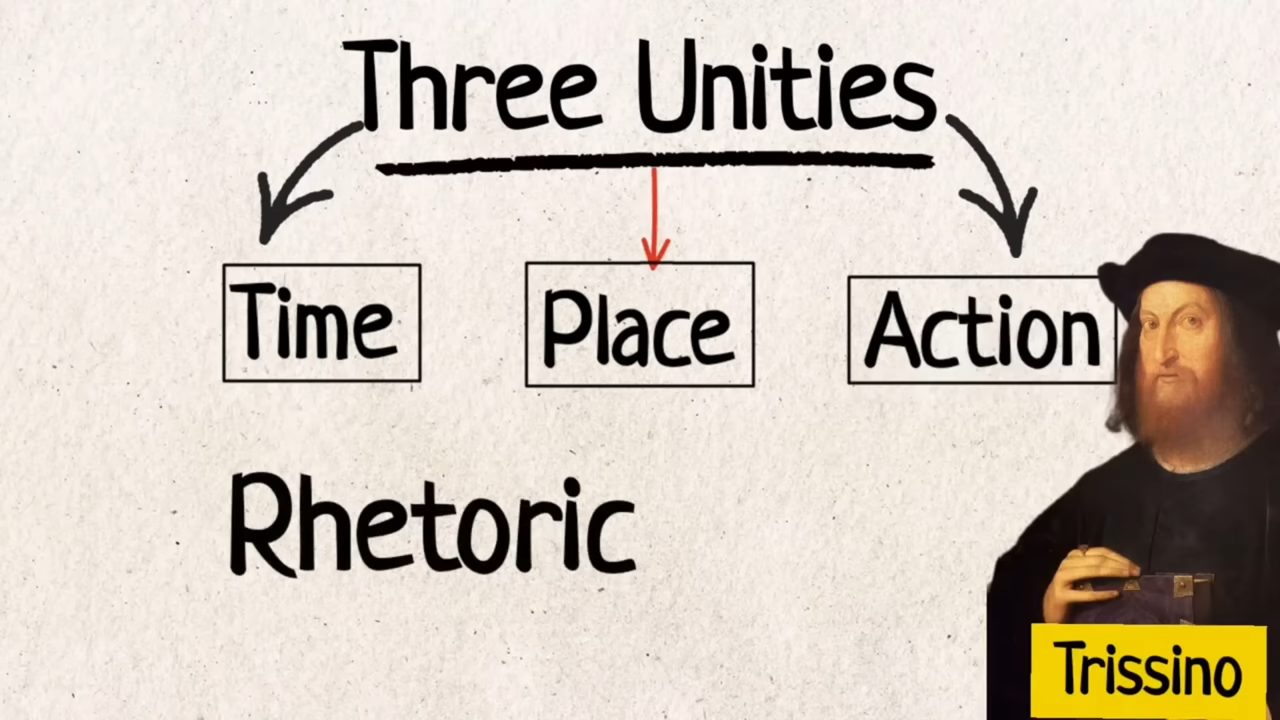 Three Unities
Time
Place
Action
Rhetoric
Trissino